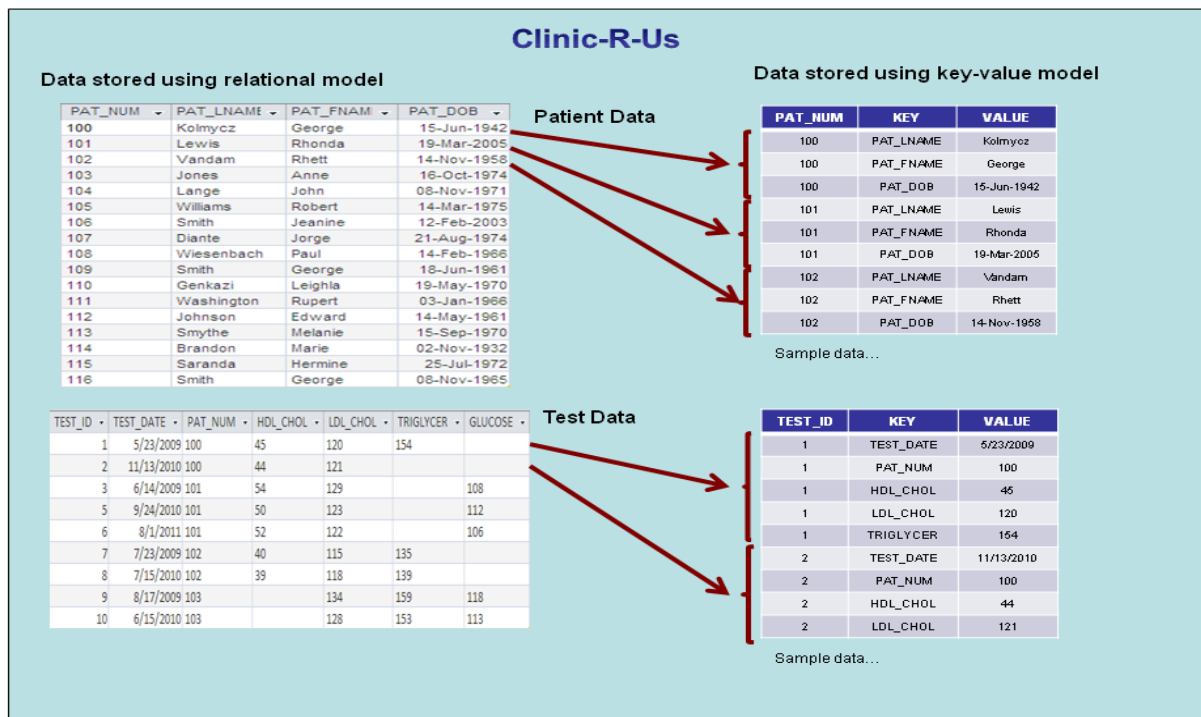 Clinic-R-Us
Data stored using relational model
PAT_NUM PAT_LNAME PAT_FNAMI PAT_DOB
100 Kolmycz George 15-Jun-1942
101 Lewis Rhonda 19-Mar-2005
102 Vandam Rhett 14-Nov-1958
103 Jones Anne 16-Oct-1974
104 Lange John 08-Nov-1971
105 Williams Robert 14-Mar-1975
106 Smith Jeanine 12-Feb-2003
107 Diante Jorge 21-Aug-1974
108 Wiesenbach Paul 14-Feb-1966
109 Smith George 18-Jun-1961
110 Genkazi Leighla 19-May-1970
111 Washington Rupert 03-Jan-1966
112 Johnson Edward 14-May-1961
113 Smythe Melanie 15-Sep-1970
114 Brandon Marie 02-Nov-1932
115 Saranda Hermine 25-Jul-1972
116 Smith George 08-Nov-1965
Patient Data
Data stored using key-value model
PAT_NUM KEY VALUE
100 PAT_LNAME Kolmycz
100 PAT_FNAME George
100 PAT_DOB 15-Jun-1942
101 PAT_LNAME Lewis
101 PAT_FNAME Rhonda
101 PAT_DOB 19-Mar-2005
102 PAT_LNAME Vandam
102 PAT_FNAME Rhett
102 PAT_DOB 14-Nov-1958
Sample data...
TEST_ID TEST_DATE PAT_NUM HDL_CHOL LDL_CHOL TRIGLYCER GLUCOSE
1 5/23/2009 100 45 120 154
2 11/13/2010 100 44 121
3 6/14/2009 101 54 129 108
5 9/24/2010 101 50 123 112
6 8/1/2011 101 52 122 106
7 7/23/2009 102 40 115 135
8 7/15/2010 102 39 118 139
9 8/17/2009 103 134 159 118
10 6/15/2010 103 128 153 113
Test Data
TEST_ID KEY VALUE
1 TEST_DATE 5/23/2009
1 PAT_NUM 100
1 HDL_CHOL 45
1 LDL_CHOL 120
1 TRIGLYCER 154
2 TEST_DATE 11/13/2010
2 PAT_NUM 100
2 HDL_CHOL 44
2 LDL_CHOL 121
Sample data...